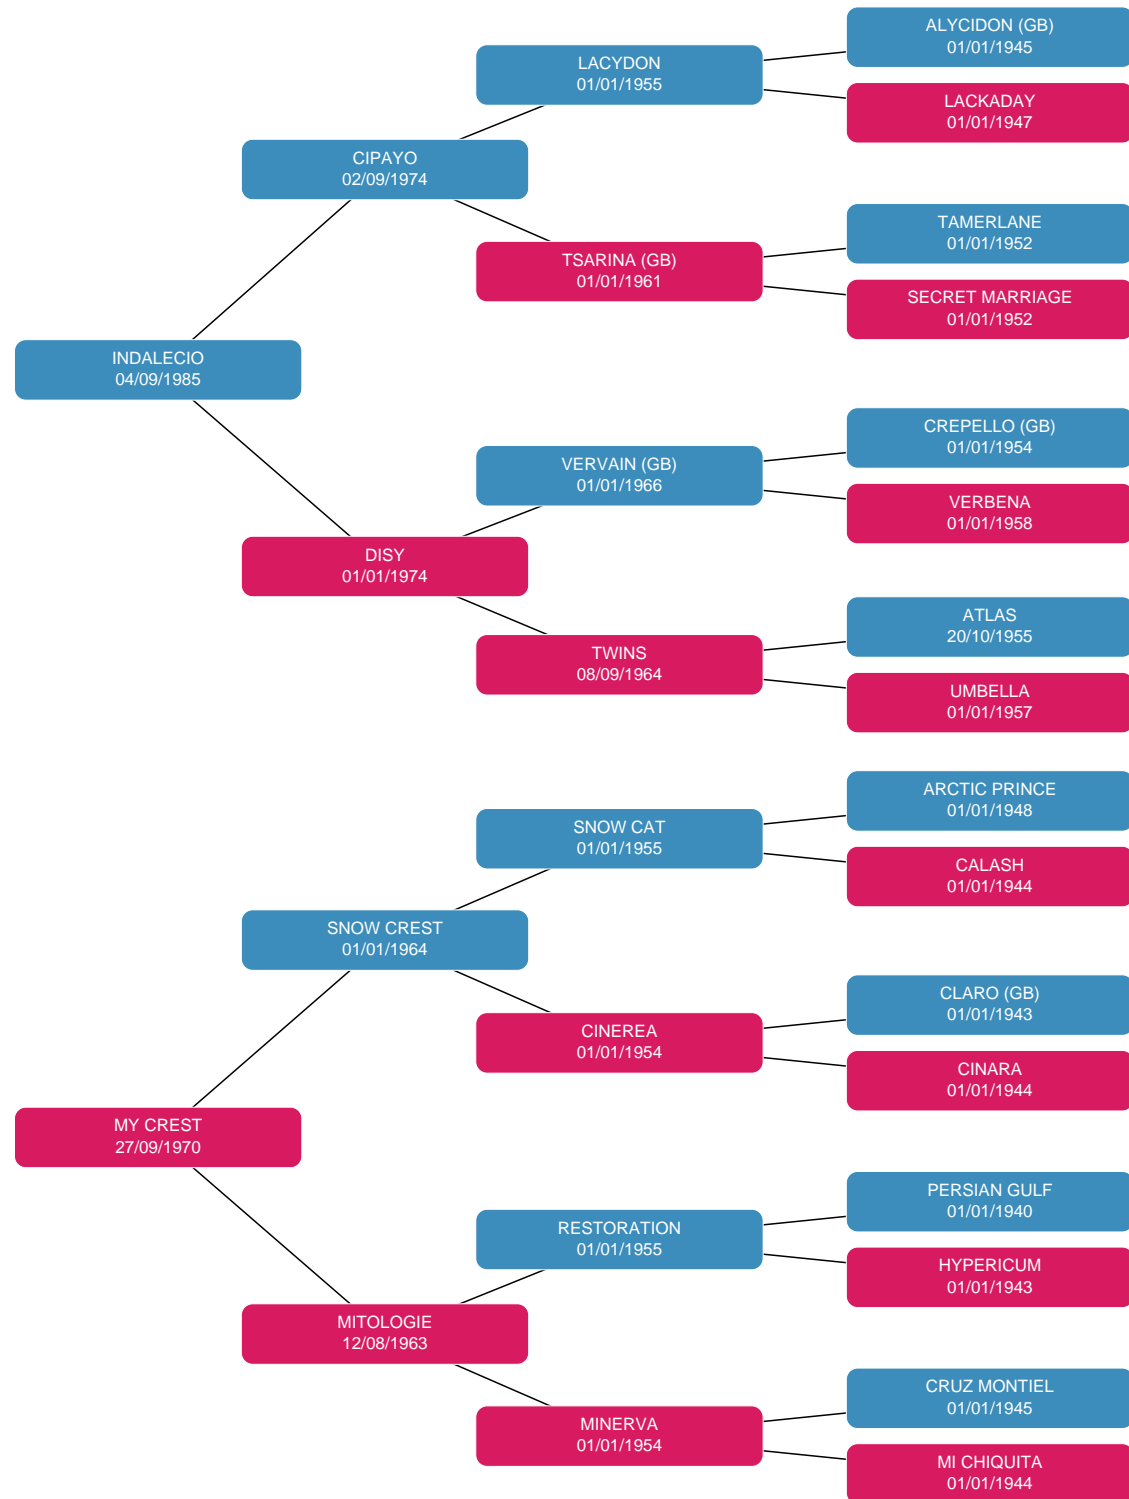 ALYCIDON (GB)
01/01/1945
LACYDON
01/01/1955
LACKADAY
01/01/1947
CIPAYO
02/09/1974
TAMERLANE
01/01/1952
TSARINA (GB)
01/01/1961
SECRET MARRIAGE
01/01/1952
INDALECIO
04/09/1985
CREPELLO (GB)
01/01/1954
VERVAIN (GB)
01/01/1966
VERBENA
01/01/1958
DISY
01/01/1974
ATLAS
20/10/1955
TWINS
08/09/1964
UMBELLA
01/01/1957
ARCTIC PRINCE
01/01/1948
SNOW CAT
01/01/1955
CALASH
01/01/1944
SNOW CREST
01/01/1964
CLARO (GB)
01/01/1943
CINEREA
01/01/1954
CINARA
01/01/1944
MY CREST
27/09/1970
PERSIAN GULF
01/01/1940
RESTORATION
01/01/1955
HYPERICUM
01/01/1943
MITOLOGIE
12/08/1963
CRUZ MONTIEL
01/01/1945
MINERVA
01/01/1954
MI CHIQUITA
01/01/1944